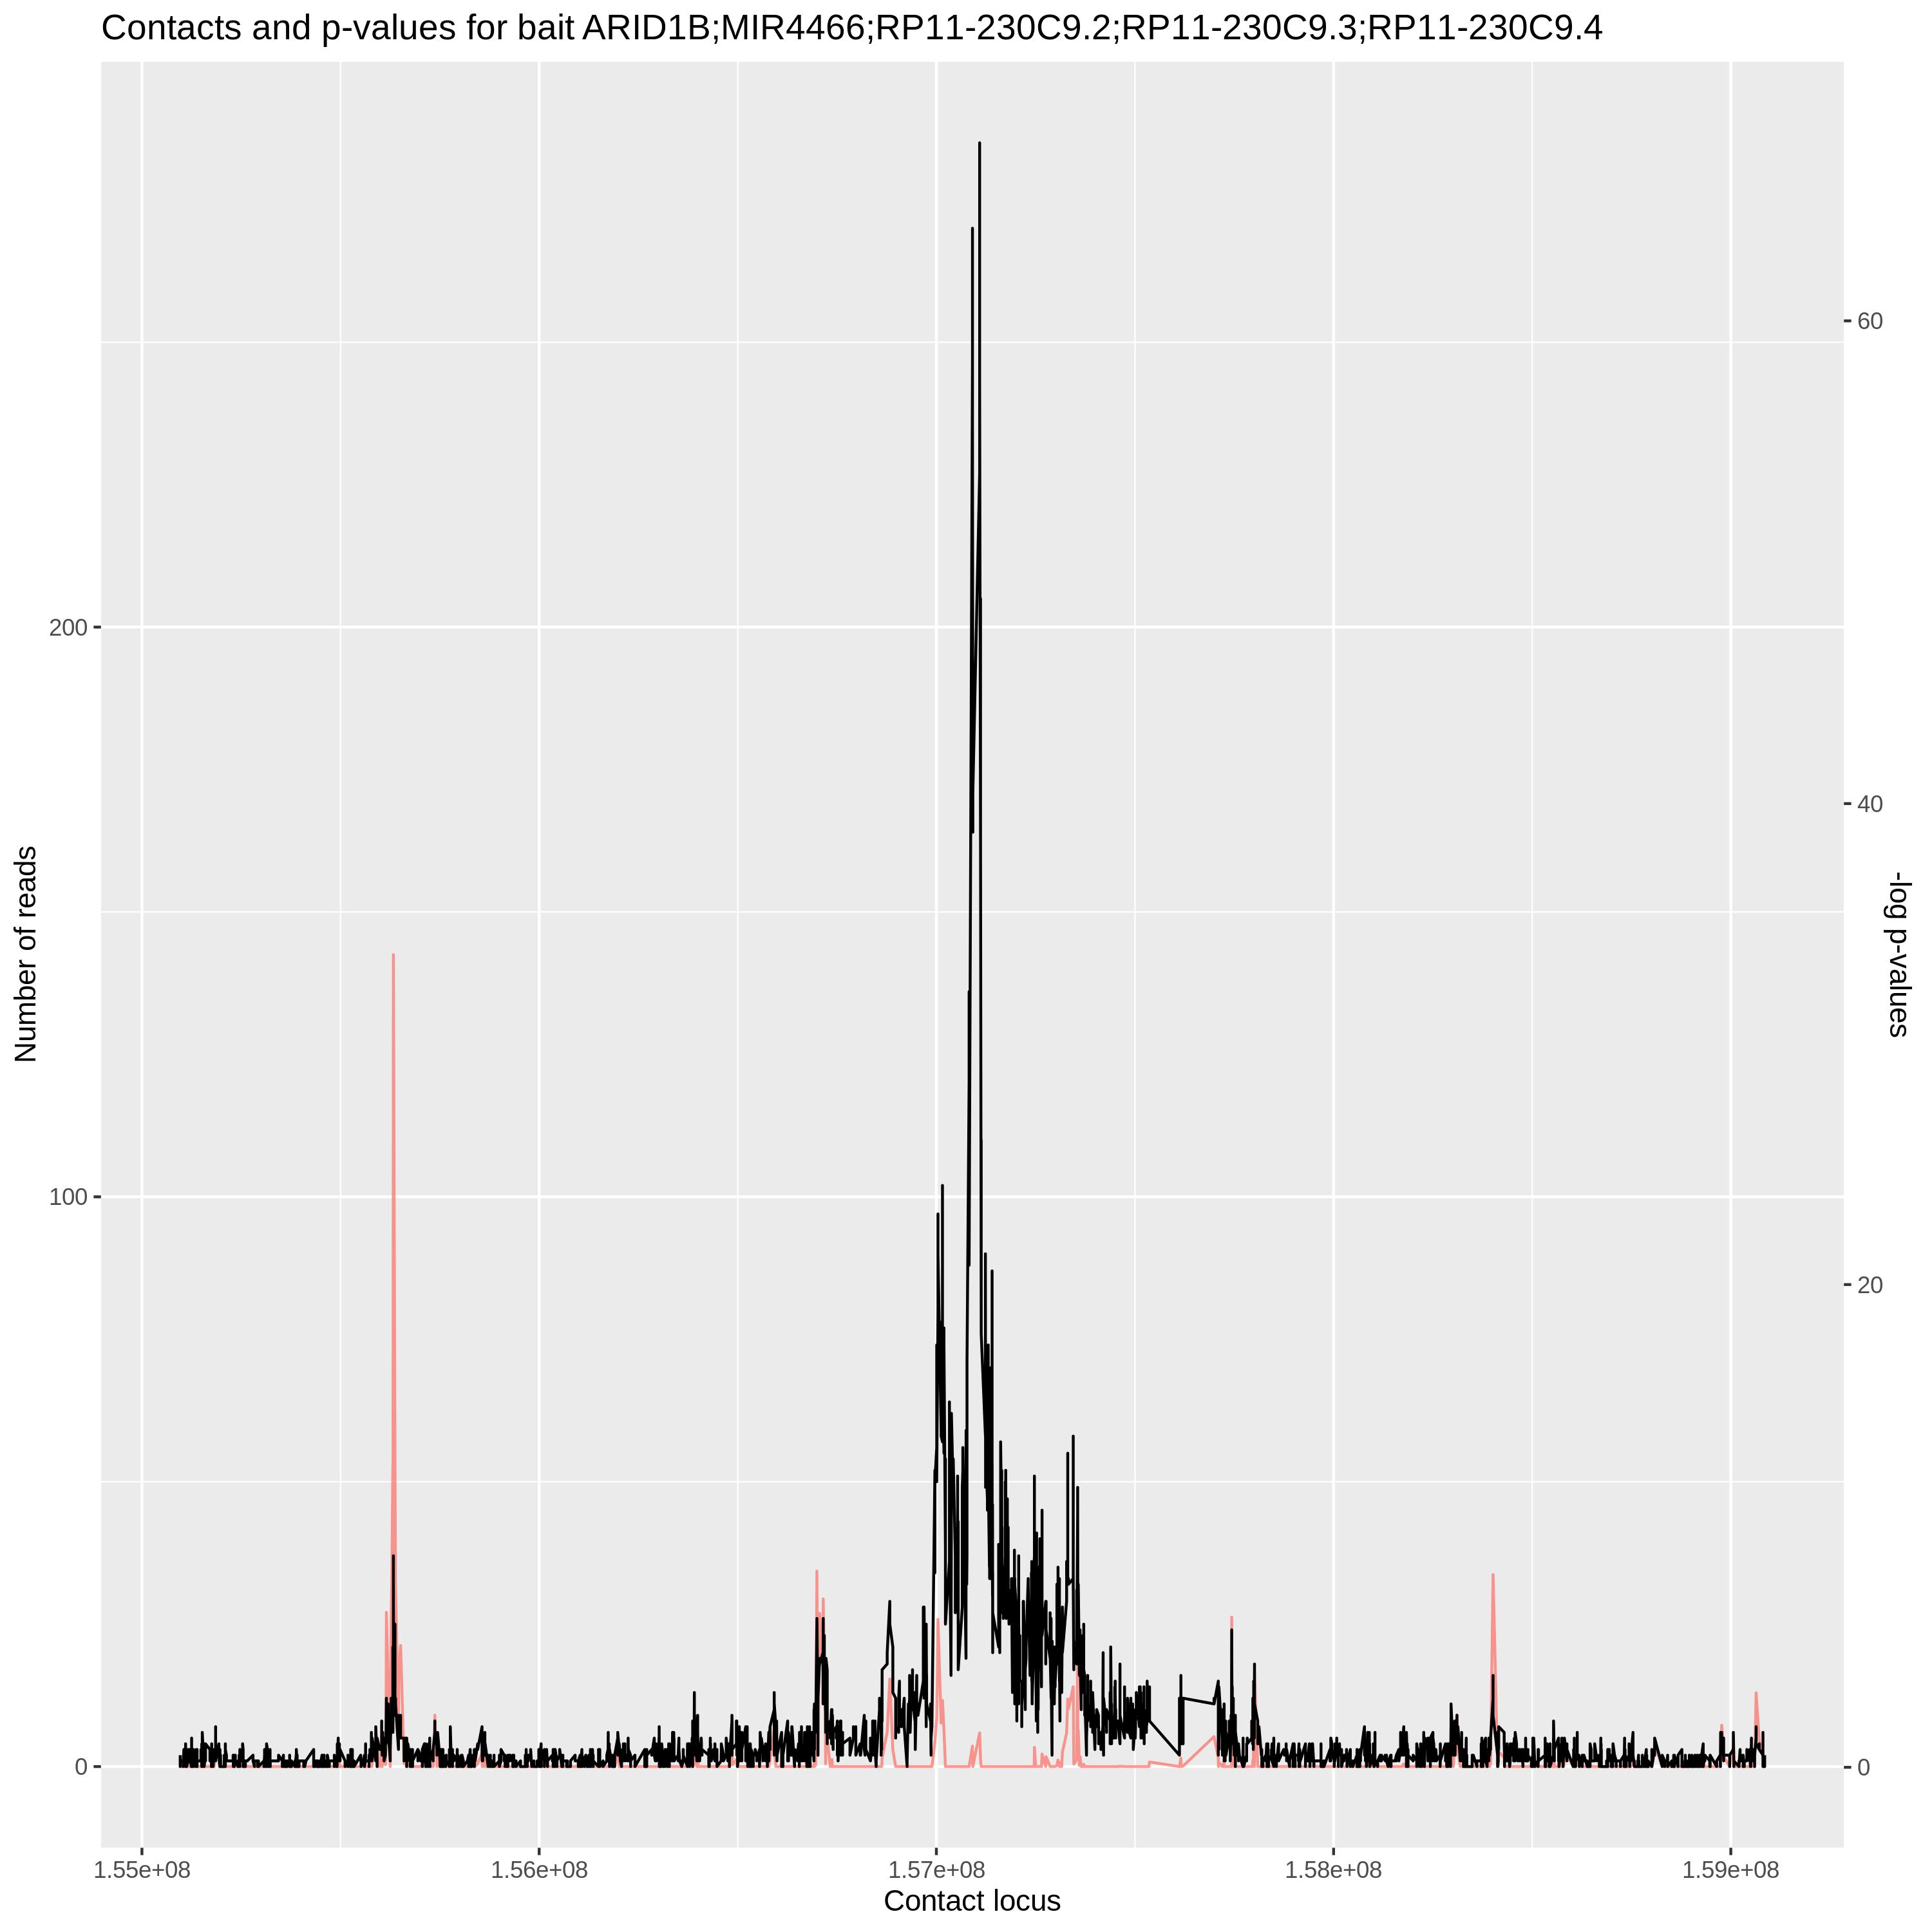 Contacts and p-values for bait ARID1B;MIR4466;RP11-230C9.2;RP11-230C9.3;RP11-230C9.4
60
200
40
Number of reads
-log p-values
20
100
0
0
1.55e+08
1.56e+08
1.57e+08
1.58e+08
1.59e+08
Contact locus